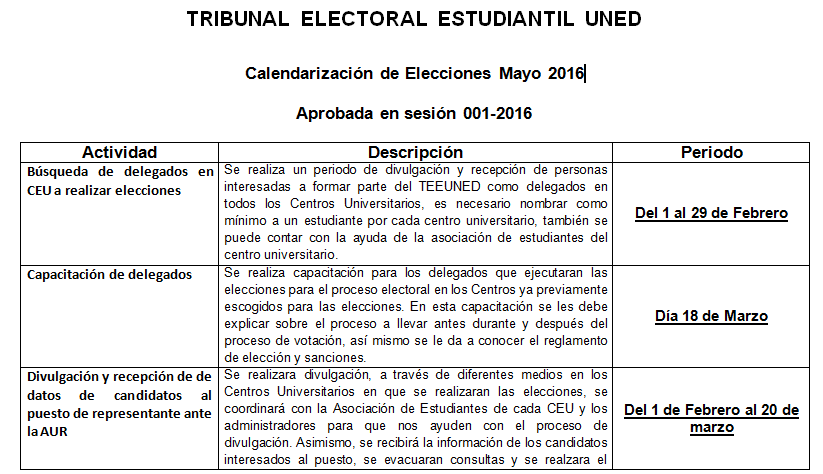 TRIBUNAL ELECTORAL ESTUDIANTIL UNED
Calendarización de Elecciones Mayo 2016
Aprobada en sesión 001-2016
Actividad
Descripción
Periodo
Búsqueda de delegados en
CEU a realizar elecciones
Se realiza un periodo de divulgación y recepción de personas
interesadas a formar parte del TEEUNED como delegados en
todos los Centros Universitarios, es necesario nombrar como
mínimo a un estudiante por cada centro universitario, también se
puede contar con la ayuda de la asociación de estudiantes del
centro universitario.
Del 1 al 29 de Febrero
Capacitación de delegados
Se realiza capacitación para los delegados que ejecutaran las
elecciones para el proceso electoral en los Centros ya previamente
escogidos para las elecciones. En esta capacitación se les debe
explicar sobre el proceso a llevar antes durante y después del
proceso de votación, así mismo se le da a conocer el reglamento
de elección y sanciones.
Día 18 de Marzo
Divulgación y recepción de de
datos de candidatos al
puesto de representante ante
la AUR
Se realizara divulgación, a través de diferentes medios en los
Centros Universitarios en que se realizaran las elecciones, se
coordinará con la Asociación de Estudiantes de cada CEU y los
administradores para que nos ayuden con el proceso de
divulgación. Asimismo, se recibirá la información de los candidatos
interesados al puesto, se evacuaran consultas y se realzara el
Del 1 de Febrero al 20 de
marzo